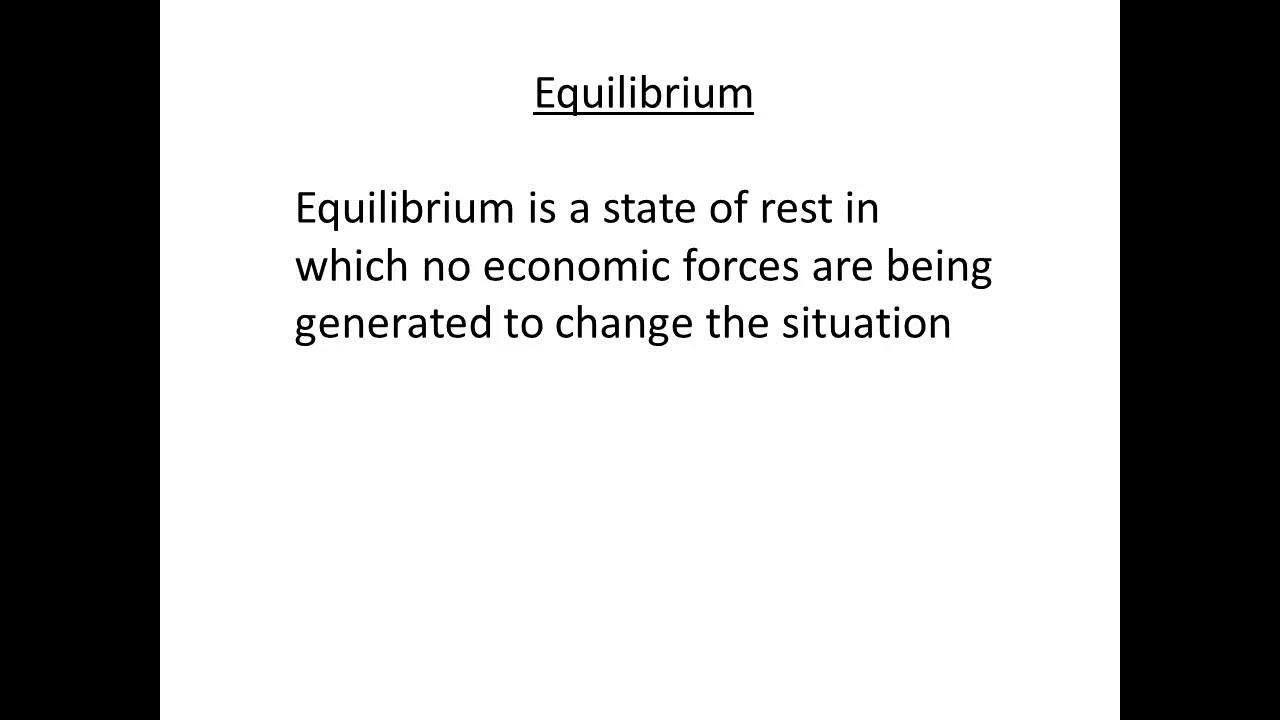 Equilibrium
Equilibrium is a state of rest in
which no economic forces are being
generated to change the situation